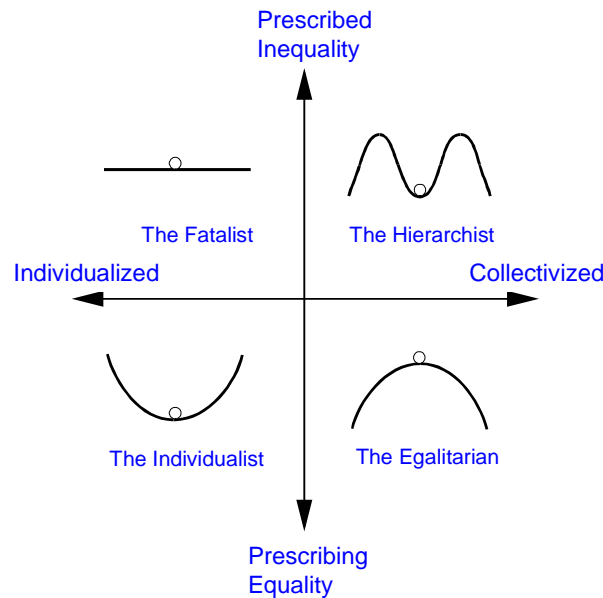 Prescribed
Inequality
The Fatalist
The Hierarchist
Individualized
Collectivized
The Individualist
The Egalitarian
Prescribing
Equality